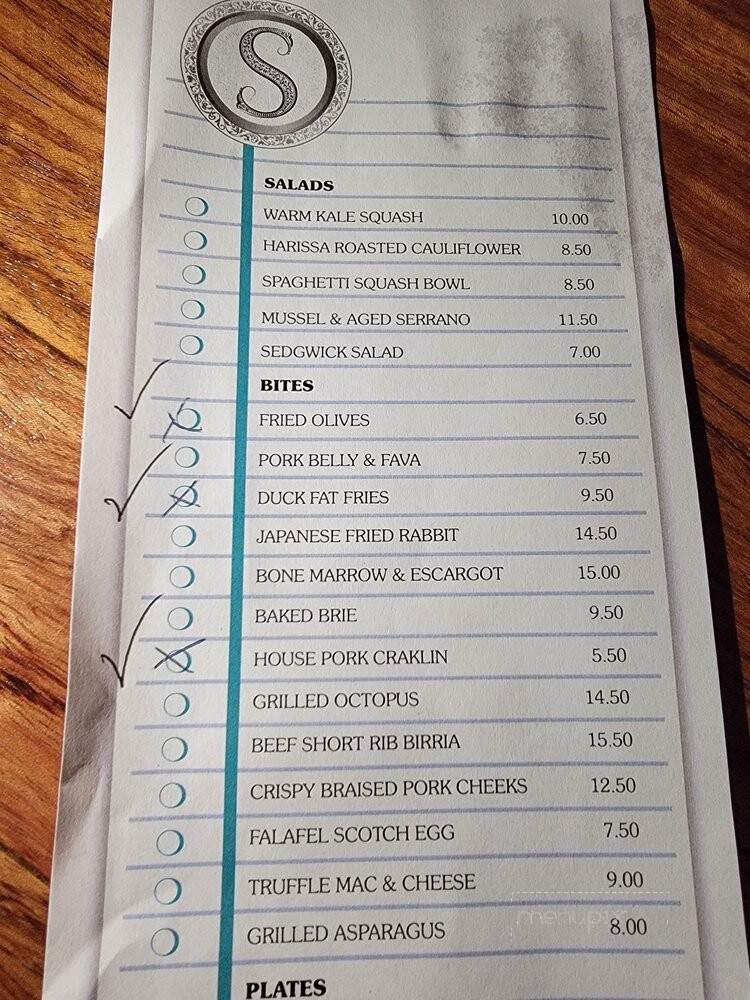 S
SALADS
WARM KALE SQUASH 10.00
HARISSA ROASTED CAULIFLOWER 8.50
SPAGHETTI SQUASH BOWL 8.50
MUSSEL & AGED SERRANO 11.50
SEDGWICK SALAD 7.00
BITES
FRIED OLIVES 6.50
PORK BELLY & FAVA 7.50
DUCK FAT FRIES 9.50
JAPANESE FRIED RABBIT 14.50
BONE MARROW & ESCARGOT 15.00
BAKED BRIE 9.50
HOUSE PORK CRAKLIN 5.50
GRILLED OCTOPUS 14.50
BEEF SHORT RIB BIRRIA 15.50
CRISPY BRAISED PORK CHEEKS 12.50
FALAFEL SCOTCH EGG 7.50
TRUFFLE MAC & CHEESE 9.00
GRILLED ASPARAGUS 8.00
PLATES